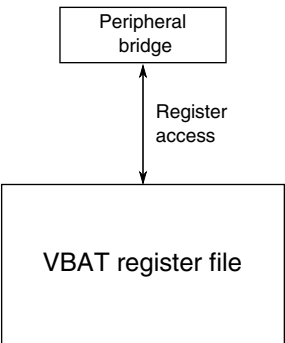 Peripheral
bridge
Register
access
VBAT register file